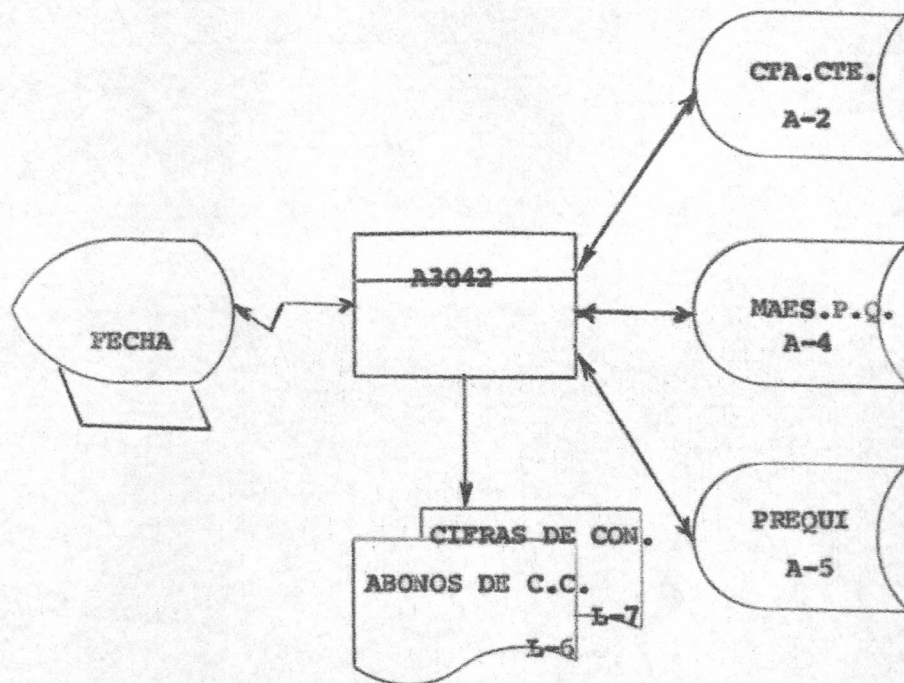 CTA.CTE.
A-2
A3042
FECHA
MAES.P.Q.
A-4
CIFRAS DE CON.
ABONOS DE C.C.
L-7
L-6
PREQUI
A-5